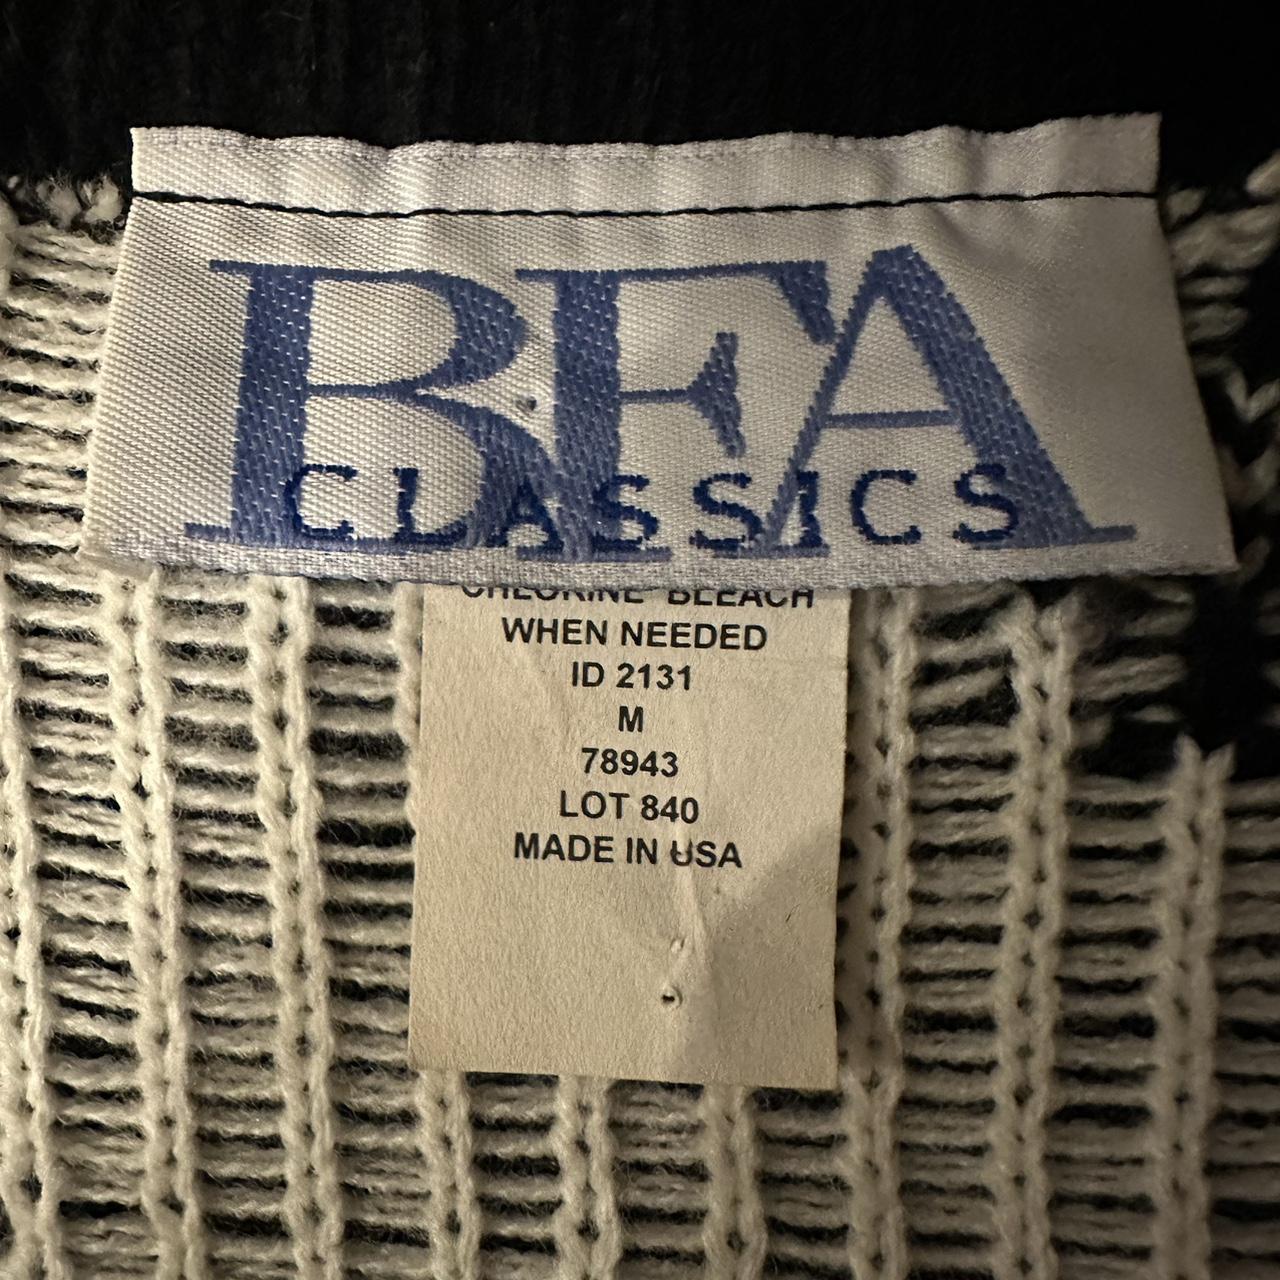 BFA
CLASSICS
CHLORINE BLEACH
WHEN NEEDED
ID 2131
M
78943
LOT 840
MADE IN USA